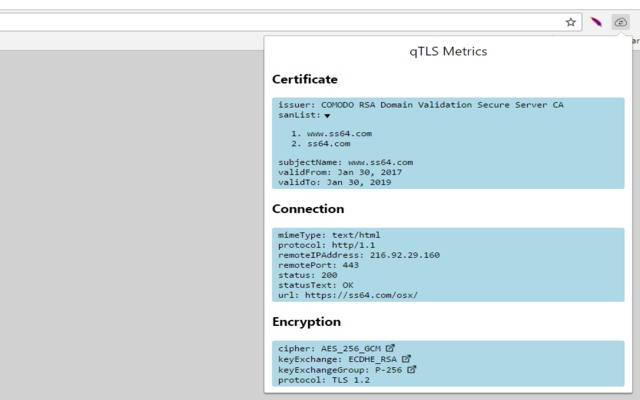 qTLS Metrics
Certificate
issuer: COMODO RSA Domain Validation Secure Server CA
sanList:
1. www.ss64.com
2. ss64.com
subjectName: www.ss64.com
validFrom: Jan 30, 2017
validTo: Jan 30, 2019
Connection
mimeType: text/html
protocol: http/1.1
remoteIPAddress: 216.92.29.160
remotePort: 443
status: 200
statusText: OK
url: https://ss64.com/osx/
Encryption
cipher: AES_256_GCM
keyExchange: ECDHE_RSA
keyExchangeGroup: P-256
protocol: TLS 1.2